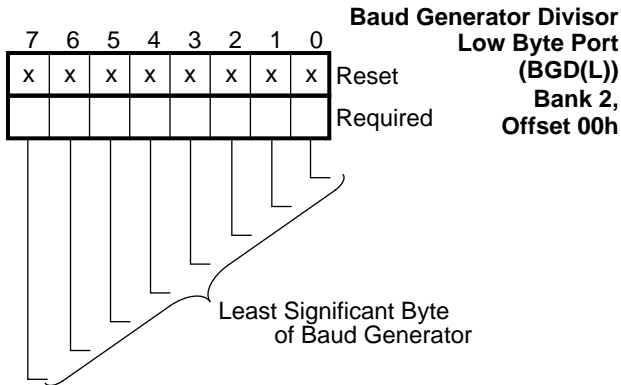 Baud Generator Divisor
Low Byte Port
(BGD(L))
Bank 2,
Offset 00h
7 6 5 4 3 2 1 0
x x x x x x x x Reset
Required
Least Significant Byte
of Baud Generator